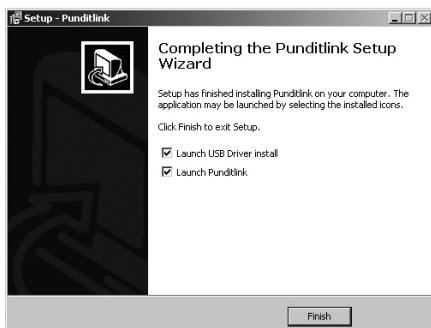 Setup - Punditlink
Completing the Punditlink Setup
Wizard
Setup has finished installing Punditlink on your computer. The
application may be launched by selecting the installed icons.
Click Finish to exit Setup.
Launch USB Driver install
Launch Punditlink
Finish